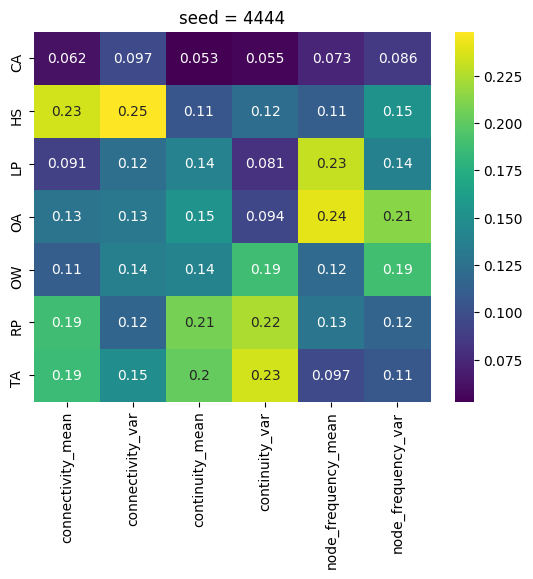 seed = 4444
CA 0.062 0.097 0.053 0.055 0.073 0.086
HS 0.23 0.25 0.11 0.12 0.11 0.15
LP 0.091 0.12 0.14 0.081 0.23 0.14
OA 0.13 0.13 0.15 0.094 0.24 0.21
OW 0.11 0.14 0.14 0.19 0.12 0.19
RP 0.19 0.12 0.21 0.22 0.13 0.12
TA 0.19 0.15 0.2 0.23 0.097 0.11
connectivity_mean
connectivity_var
continuity_mean
continuity_var
node_frequency_mean
node_frequency_var
0.225
0.200
0.175
0.150
0.125
0.100
0.075